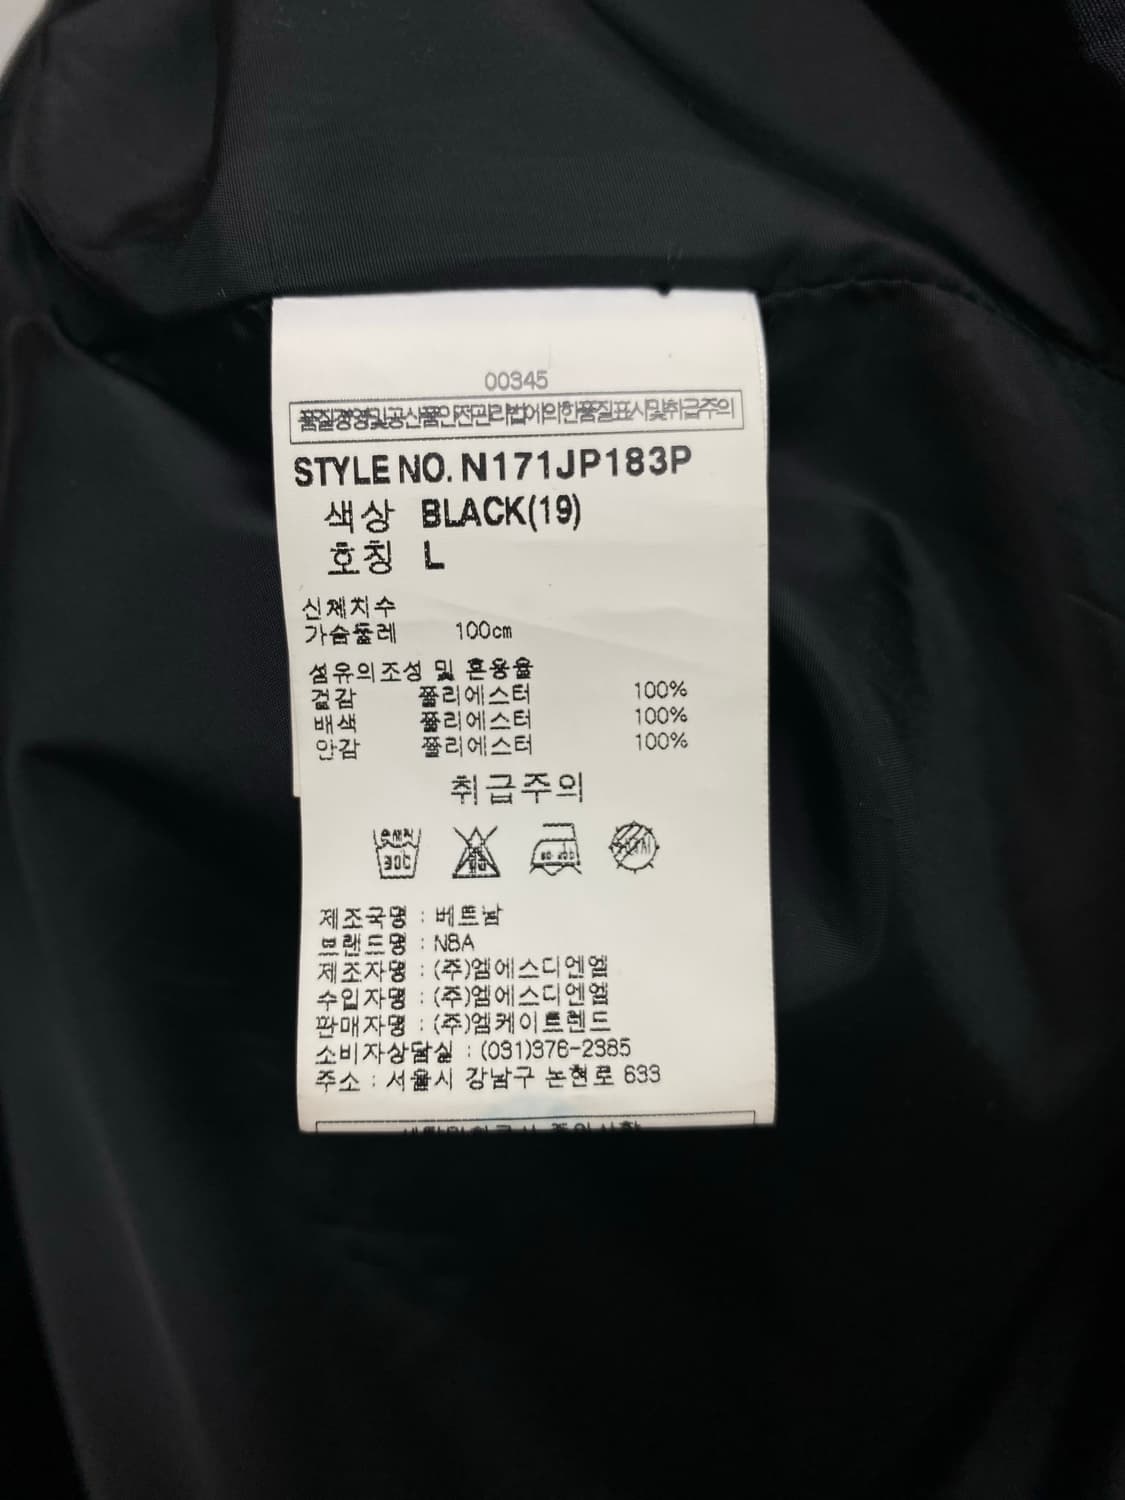 00345
품질경영및공산품안전관리법에의한품질표시및취급주의
STYLE NO. N171JP183P
색상 BLACK(19)
호칭 L
신체치수
가슴둘레 100cm
섬유의조성 및 혼용율
겉감 폴리에스터 100%
배색 폴리에스터 100%
안감 폴리에스터 100%
취급주의
30℃
제조국명 : 베트남
브랜드명 : NBA
제조자명 : (주)엠에스디엔엠
수입자명 : (주)엠에스디엔엠
판매자명 : (주)엠케이트렌드
소비자상담실 : (031)376-2385
주소 : 서울시 강남구 논현로 633